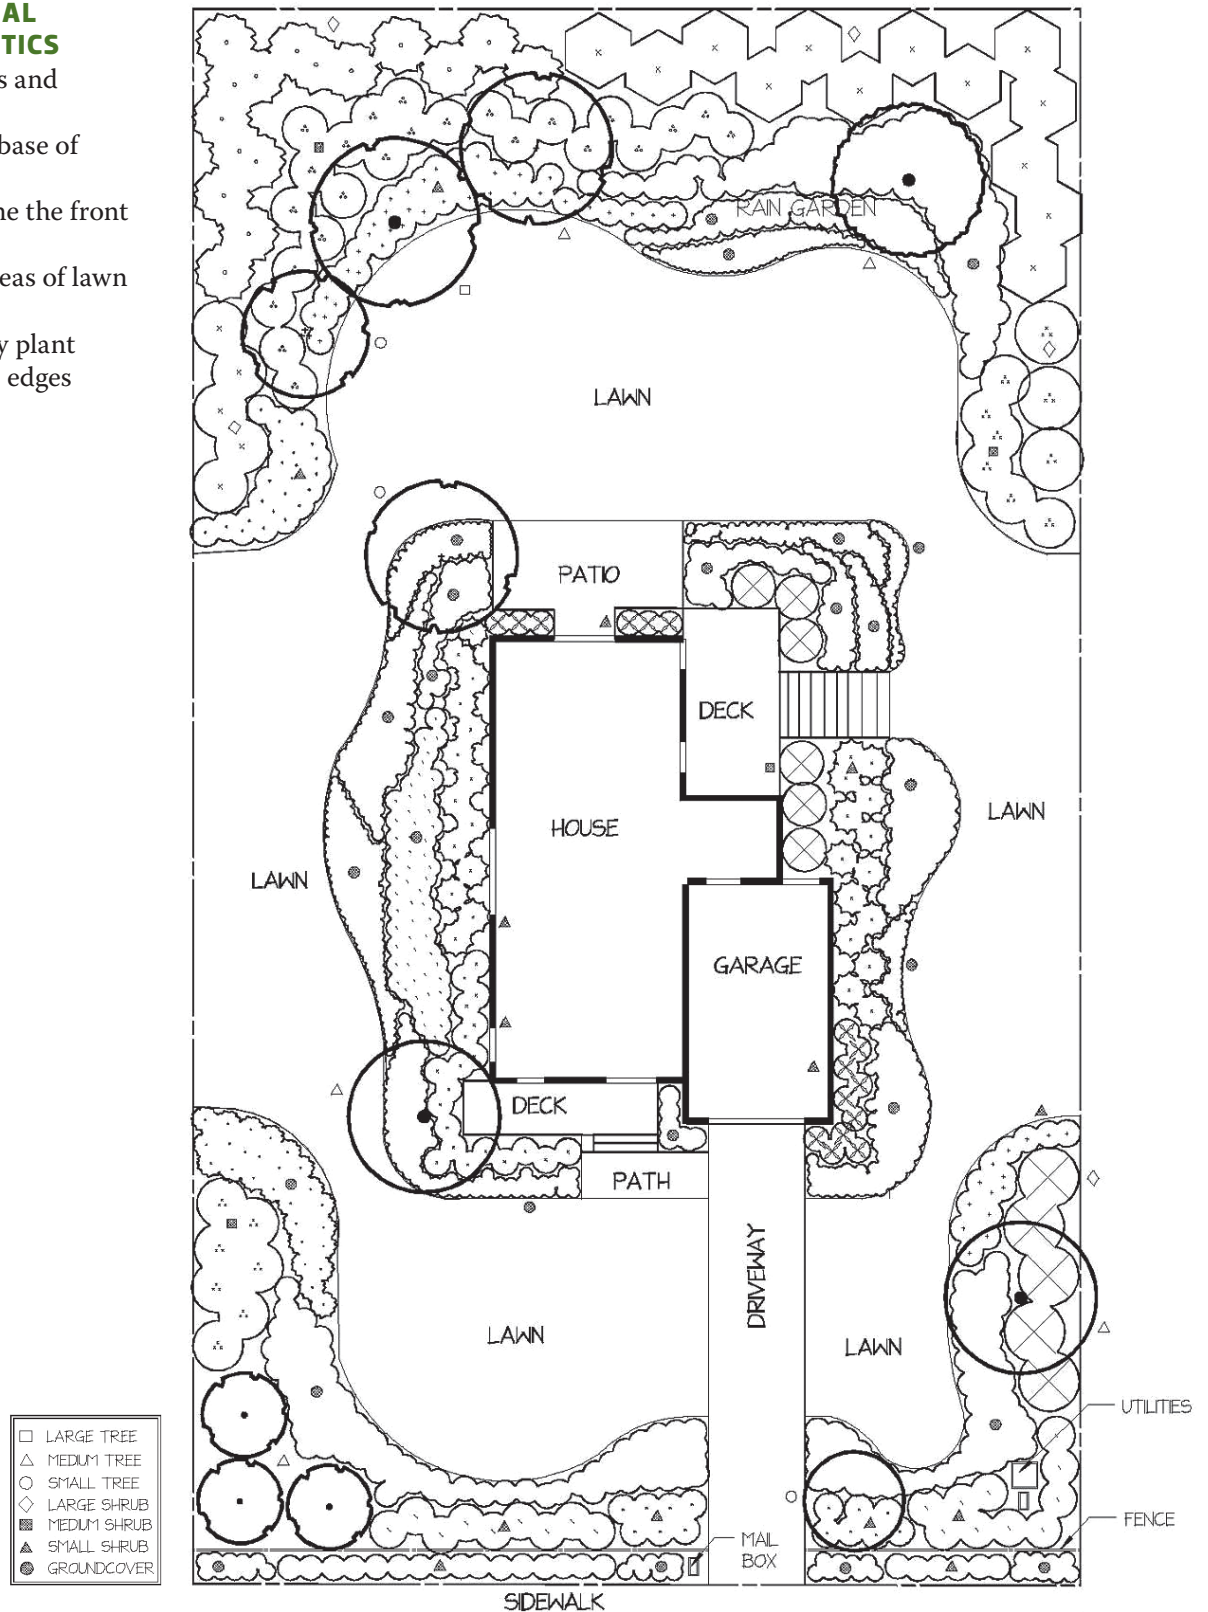 AL
TICS
s and
base of
ne the front
eas of lawn
y plant
edges
RAIN GARDEN
LAWN
PATIO
DECK
HOUSE
LAWN
LAWN
GARAGE
DECK
PATH
DRIVEWAY
LAWN
LAWN
UTILITIES
LARGE TREE
MEDIUM TREE
SMALL TREE
LARGE SHRUB
MEDIUM SHRUB
SMALL SHRUB
GROUNDCOVER
FENCE
MAIL
BOX
SIDEWALK